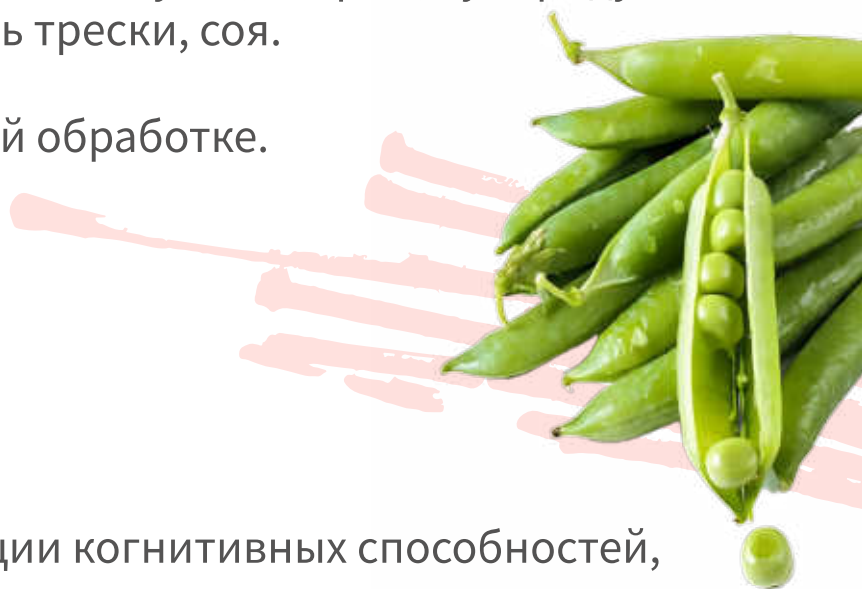 ь трески, соя.
й обработке.
ции когнитивных способностей,